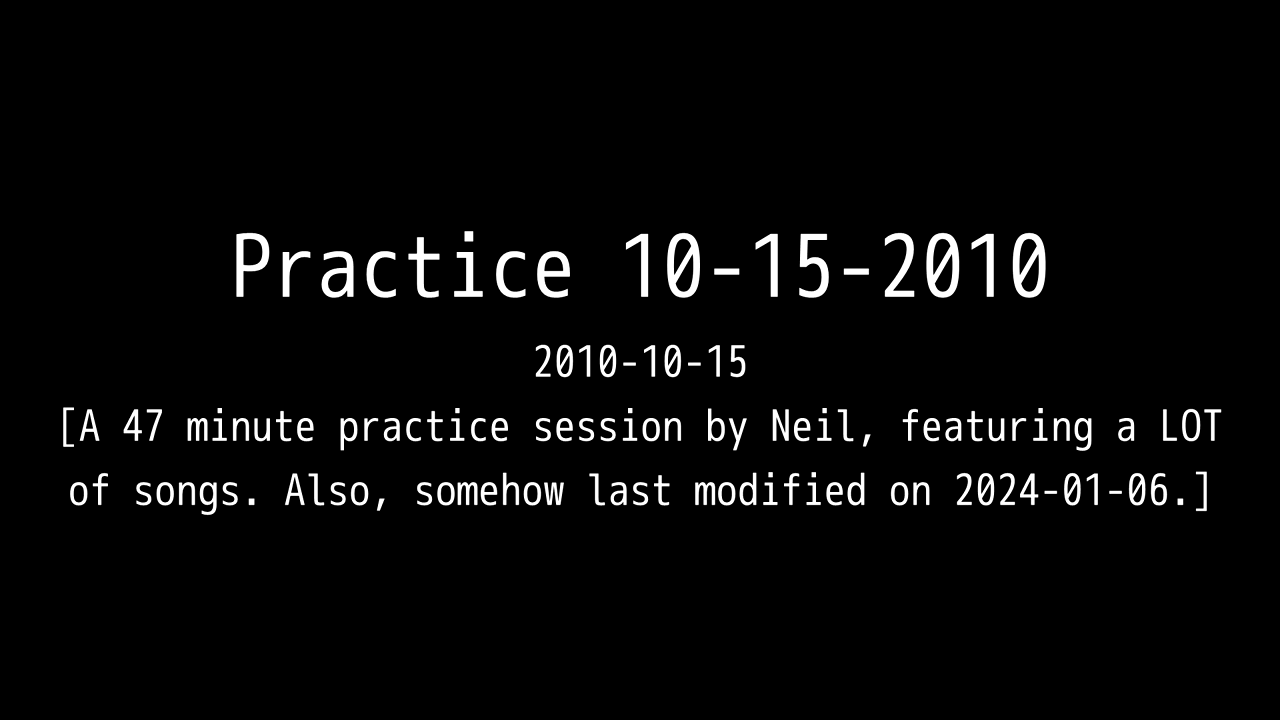 Practice 10-15-2010
2010-10-15
[A 47 minute practice session by Neil, featuring a LOT
of songs. Also, somehow last modified on 2024-01-06.]